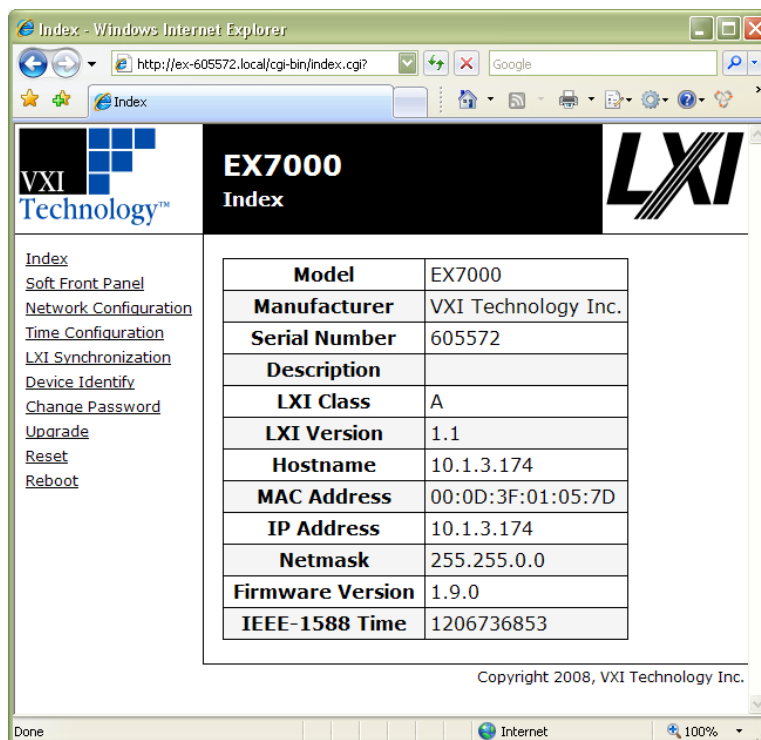 Index - Windows Internet Explorer
http://ex-605572.local/cgi-bin/index.cgi?
Google
Index
VXI
Technology™
EX7000
Index
LXI
Index
Soft Front Panel
Network Configuration
Time Configuration
LXI Synchronization
Device Identify
Change Password
Upgrade
Reset
Reboot
Model EX7000
Manufacturer VXI Technology Inc.
Serial Number 605572
Description
LXI Class A
LXI Version 1.1
Hostname 10.1.3.174
MAC Address 00:0D:3F:01:05:7D
IP Address 10.1.3.174
Netmask 255.255.0.0
Firmware Version 1.9.0
IEEE-1588 Time 1206736853
Copyright 2008, VXI Technology Inc.
Done Internet 100%